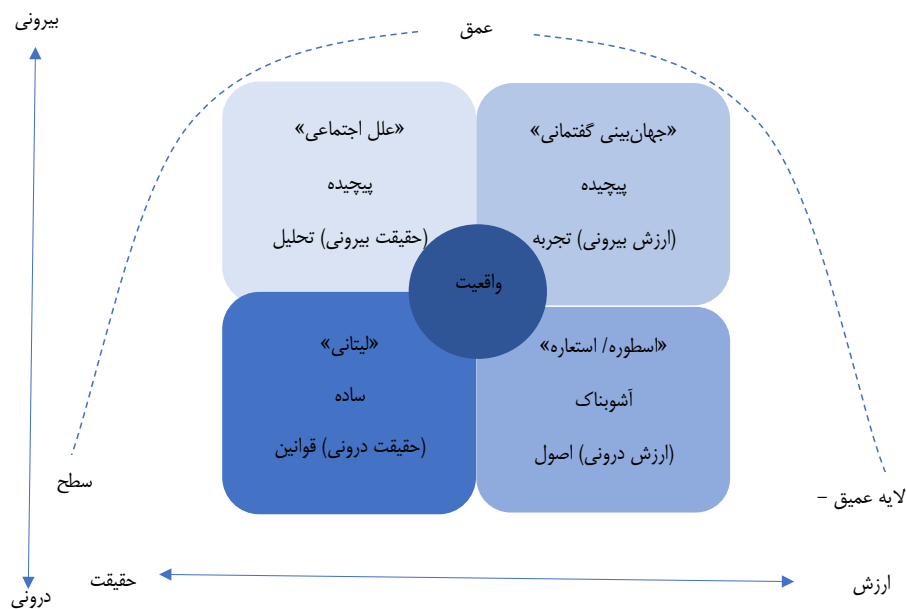 بیرونی
عمق
«علل اجتماعی»
پیچیده
(حقیقت بیرونی) تحلیل
«جهان‌بینی گفتمانی»
پیچیده
(ارزش بیرونی) تجربه
واقعیت
«لیتانی»
ساده
(حقیقت درونی) قوانین
«اسطوره/ استعاره»
آشوبناک
(ارزش درونی) اصول
سطح
لایه عمیق –
حقیقت
ارزش
درونی